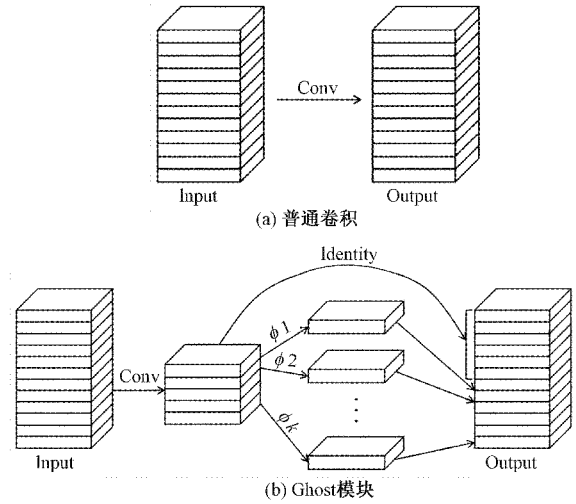 Conv
Input
Output
(a) 普通卷积
Identity
ϕ1
ϕ2
Conv
ϕk
Input
Output
(b) Ghost模块